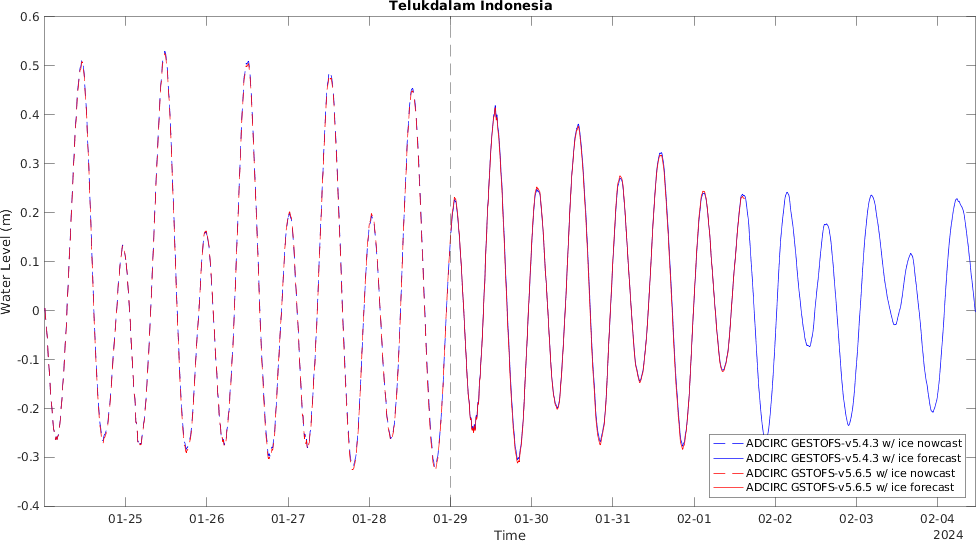 Telukdalam Indonesia
Water Level (m)
0.6
0.5
0.4
0.3
0.2
0.1
0
-0.1
-0.2
-0.3
-0.4
ADCIRC GESTOFS-v5.4.3 w/ ice nowcast
ADCIRC GESTOFS-v5.4.3 w/ ice forecast
ADCIRC GSTOFS-v5.6.5 w/ ice nowcast
ADCIRC GSTOFS-v5.6.5 w/ ice forecast
01-25 01-26 01-27 01-28 01-29 01-30 01-31 02-01 02-02 02-03 02-04
Time 2024